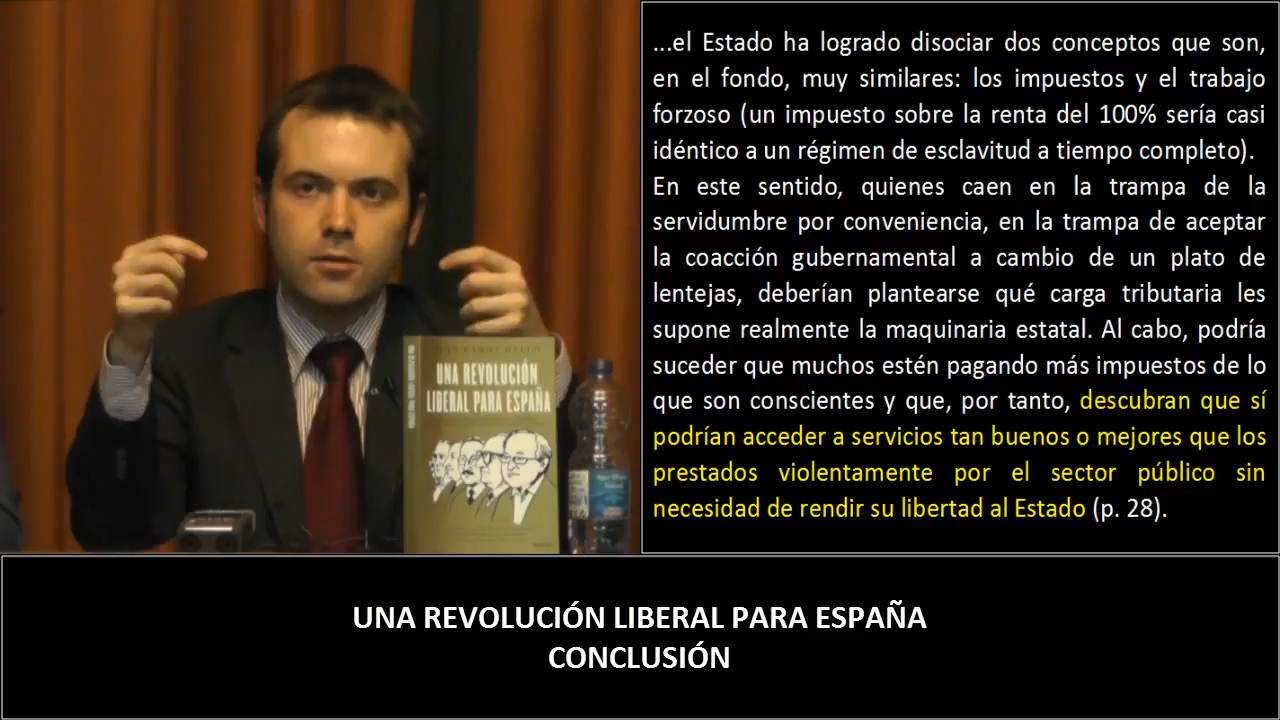 ...el Estado ha logrado disociar dos conceptos que son,
en el fondo, muy similares: los impuestos y el trabajo
forzoso (un impuesto sobre la renta del 100% sería casi
idéntico a un régimen de esclavitud a tiempo completo).
En este sentido, quienes caen en la trampa de la
servidumbre por conveniencia, en la trampa de aceptar
la coacción gubernamental a cambio de un plato de
lentejas, deberían plantearse qué carga tributaria les
supone realmente la maquinaria estatal. Al cabo, podría
suceder que muchos estén pagando más impuestos de lo
que son conscientes y que, por tanto, descubran que sí
podrían acceder a servicios tan buenos o mejores que los
prestados violentamente por el sector público sin
necesidad de rendir su libertad al Estado (p. 28).
UNA REVOLUCIÓN
LIBERAL PARA ESPAÑA
UNA REVOLUCIÓN LIBERAL PARA ESPAÑA
CONCLUSIÓN